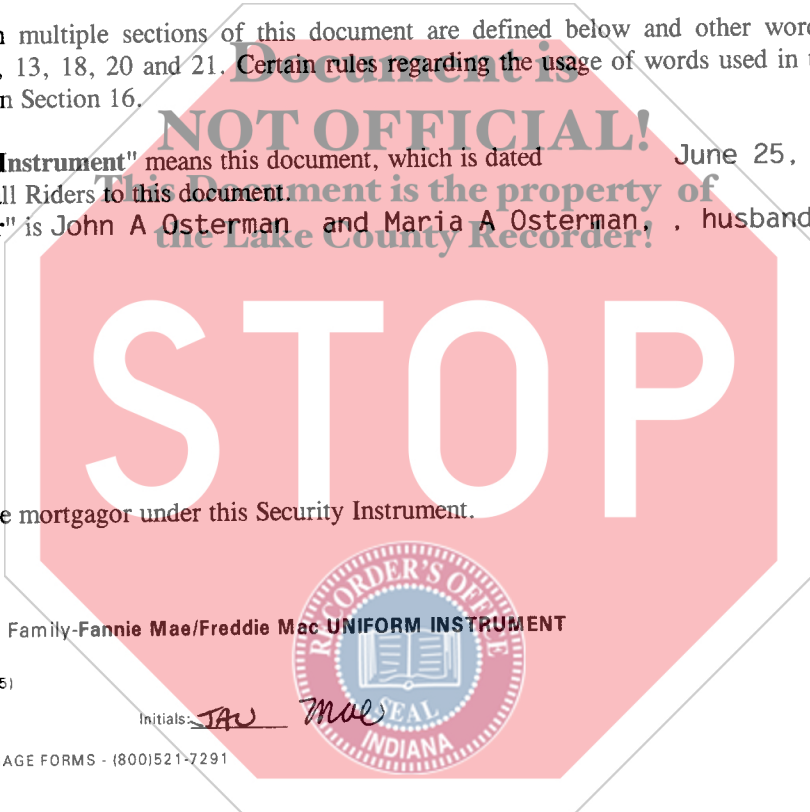 n multiple sections of this document are defined below and other wor
, 13, 18, 20 and 21. Certain rules regarding the usage of words used in
n Section 16.
Document is
NOT OFFICIAL!
This Document is the property of
the Lake County Recorder!
Instrument" means this document, which is dated June 25,
ll Riders to this document.
r" is John A Osterman and Maria A Osterman, , husband
STOP
e mortgagor under this Security Instrument.
RECORDER'S OFFICE
SEAL
INDIANA
Family-Fannie Mae/Freddie Mac UNIFORM INSTRUMENT
5)
Initials:
AGE FORMS - (800)521-7291